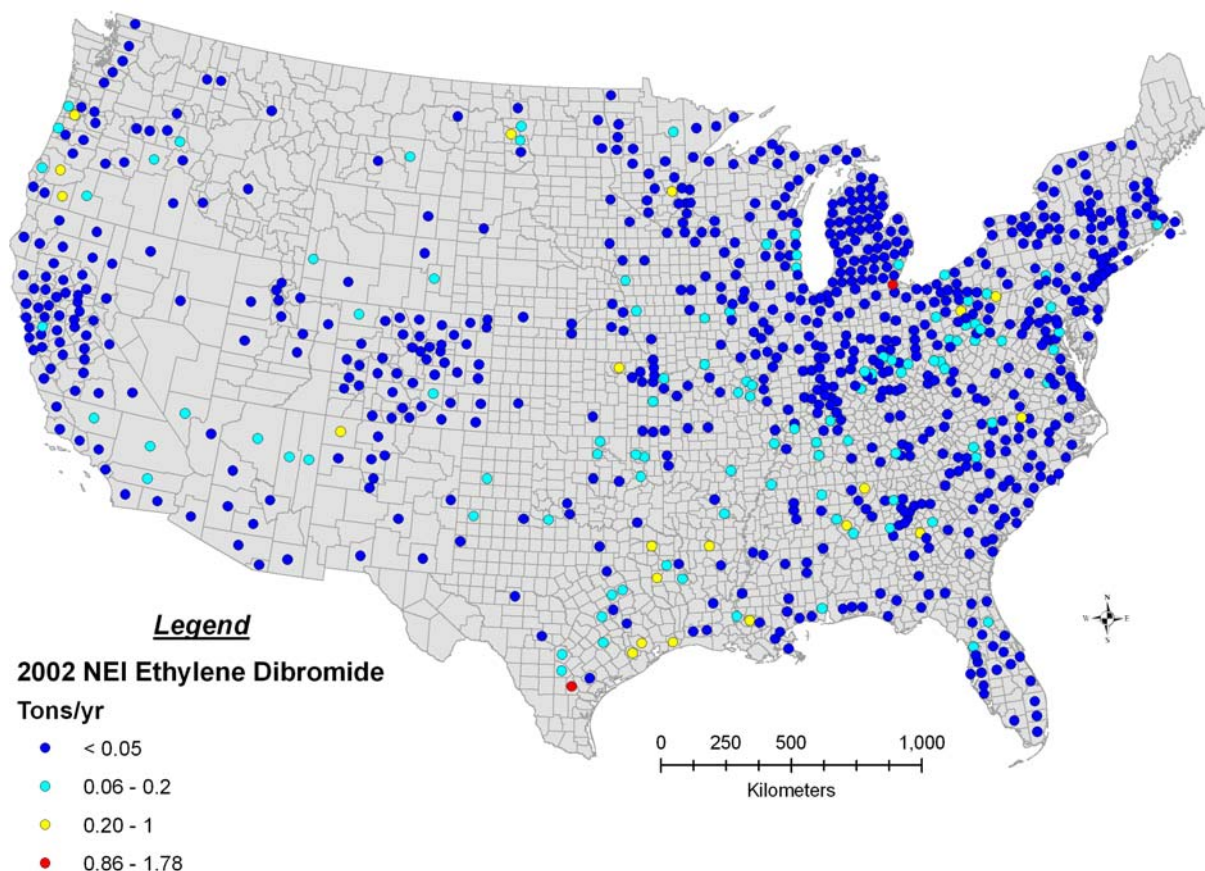 N
W E
S
Legend
2002 NEI Ethylene Dibromide
Tons/yr
< 0.05
0.06 - 0.2
0.20 - 1
0.86 - 1.78
0 250 500 1,000
Kilometers